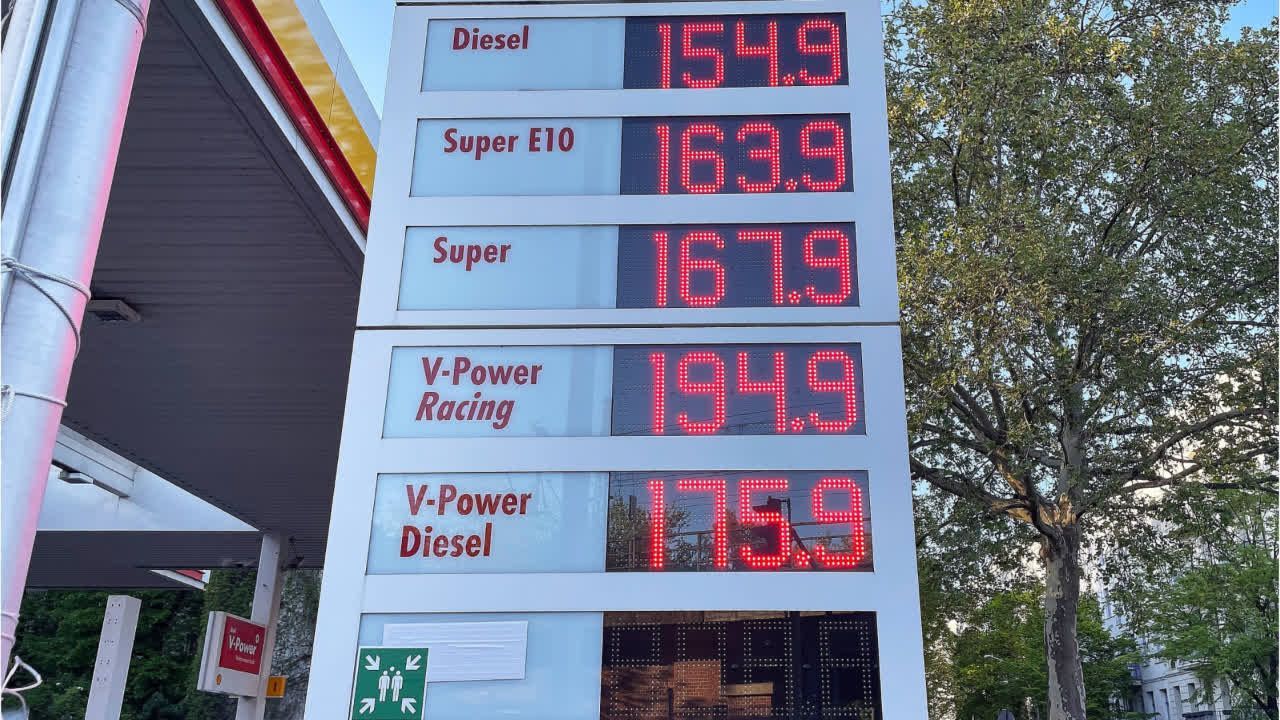 Diesel 154.9
Super E10 163.9
Super 167.9
V-Power
Racing 194.9
V-Power
Diesel 175.9
V-Power